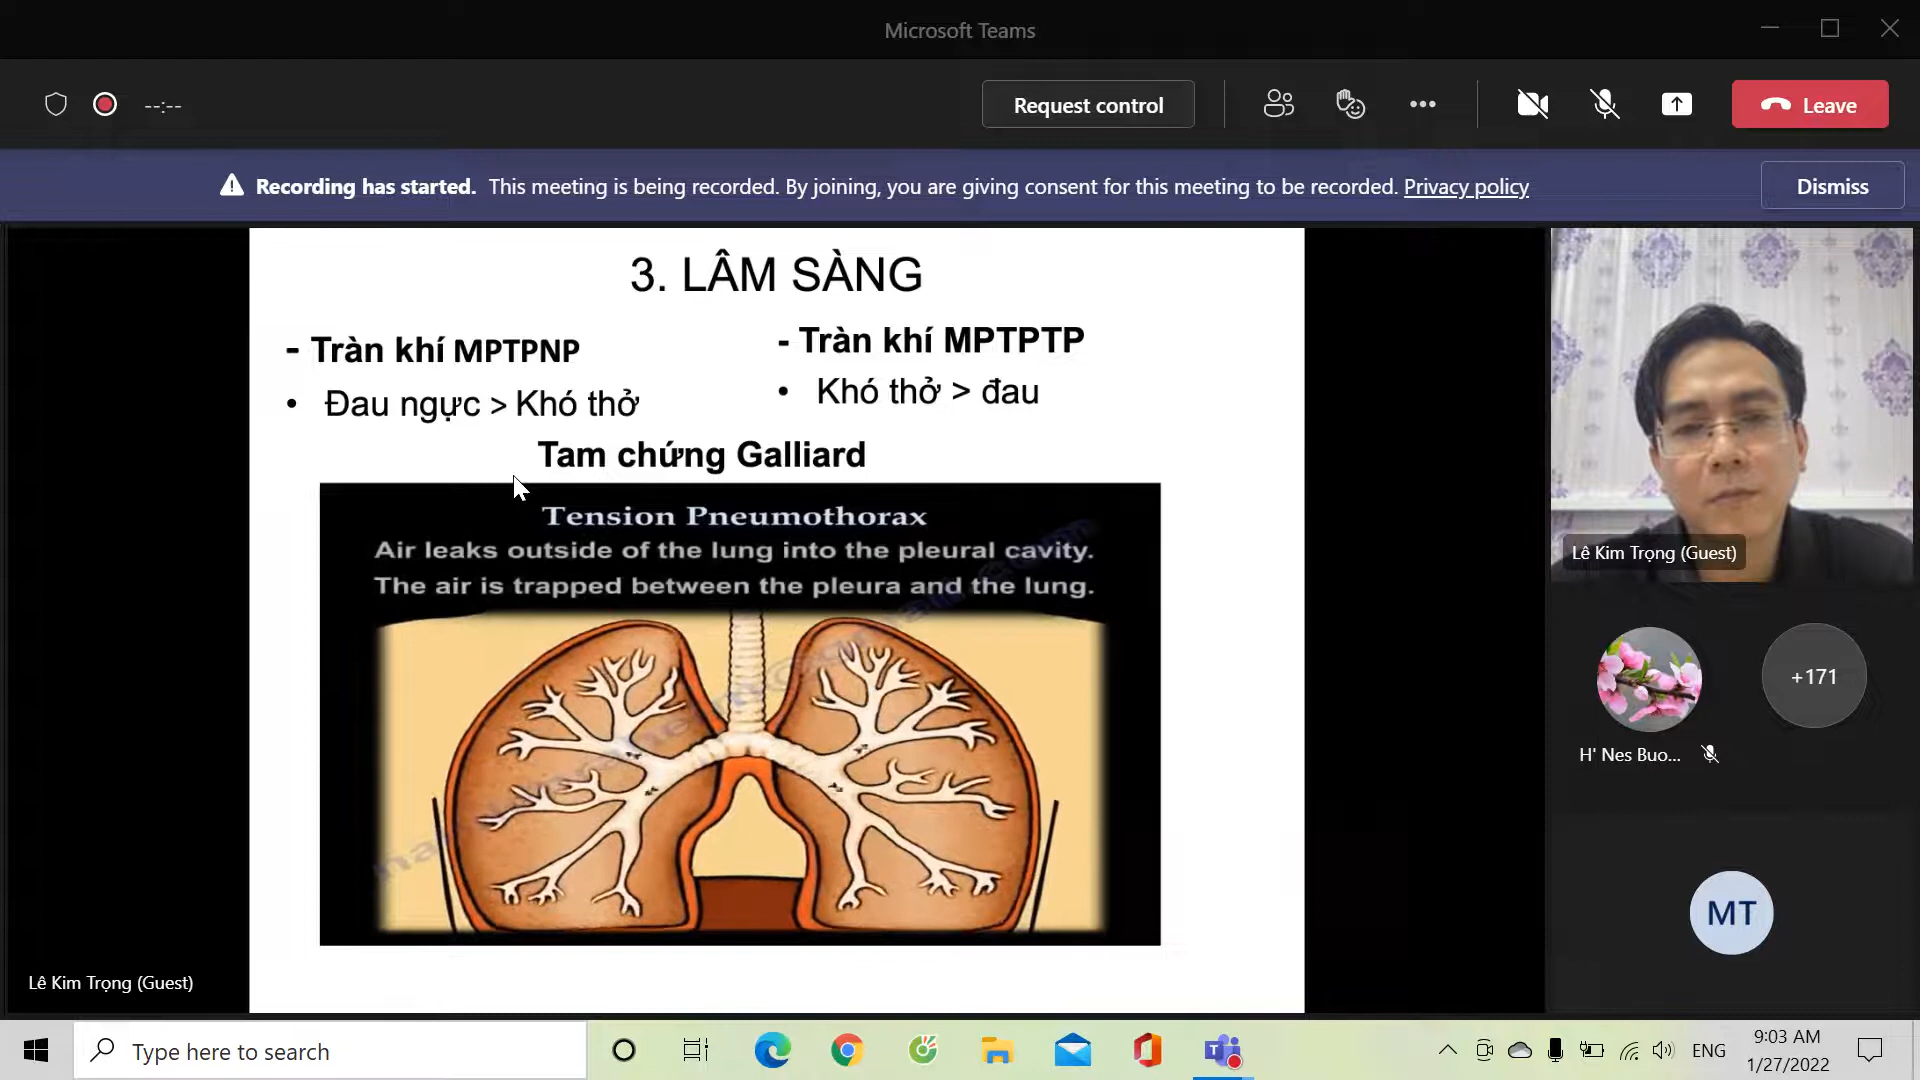 Microsoft Teams
--:--
Request control
Leave
Recording has started. This meeting is being recorded. By joining, you are giving consent for this meeting to be recorded. Privacy policy
Dismiss
3. LÂM SÀNG
- Tràn khí MPTPNP
• Đau ngực > Khó thở
- Tràn khí MPTPTP
• Khó thở > đau
Tam chứng Galliard
Tension Pneumothorax
Air leaks outside of the lung into the pleural cavity.
The air is trapped between the pleura and the lung.
Lê Kim Trọng (Guest)
Lê Kim Trọng (Guest)
H' Nes Buo...
+171
MT
Type here to search
ENG
9:03 AM
1/27/2022